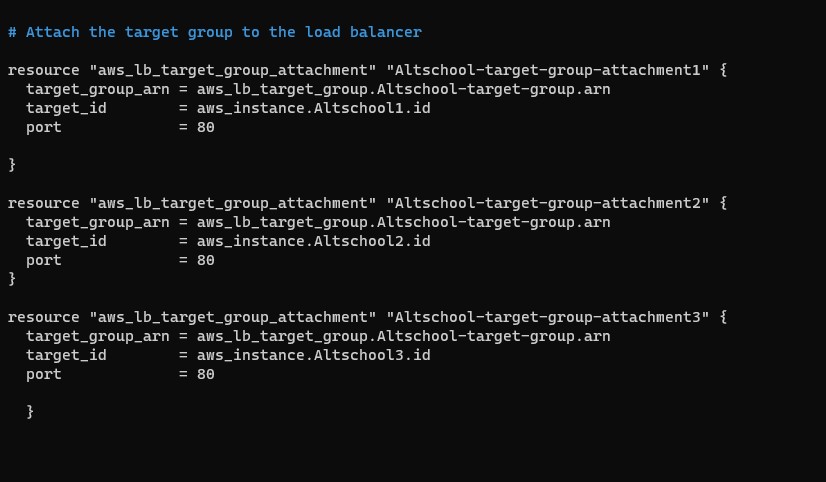 # Attach the target group to the load balancer

resource "aws_lb_target_group_attachment" "Altschool-target-group-attachment1" {
  target_group_arn = aws_lb_target_group.Altschool-target-group.arn
  target_id        = aws_instance.Altschool1.id
  port             = 80

}

resource "aws_lb_target_group_attachment" "Altschool-target-group-attachment2" {
  target_group_arn = aws_lb_target_group.Altschool-target-group.arn
  target_id        = aws_instance.Altschool2.id
  port             = 80
}

resource "aws_lb_target_group_attachment" "Altschool-target-group-attachment3" {
  target_group_arn = aws_lb_target_group.Altschool-target-group.arn
  target_id        = aws_instance.Altschool3.id
  port             = 80

  }